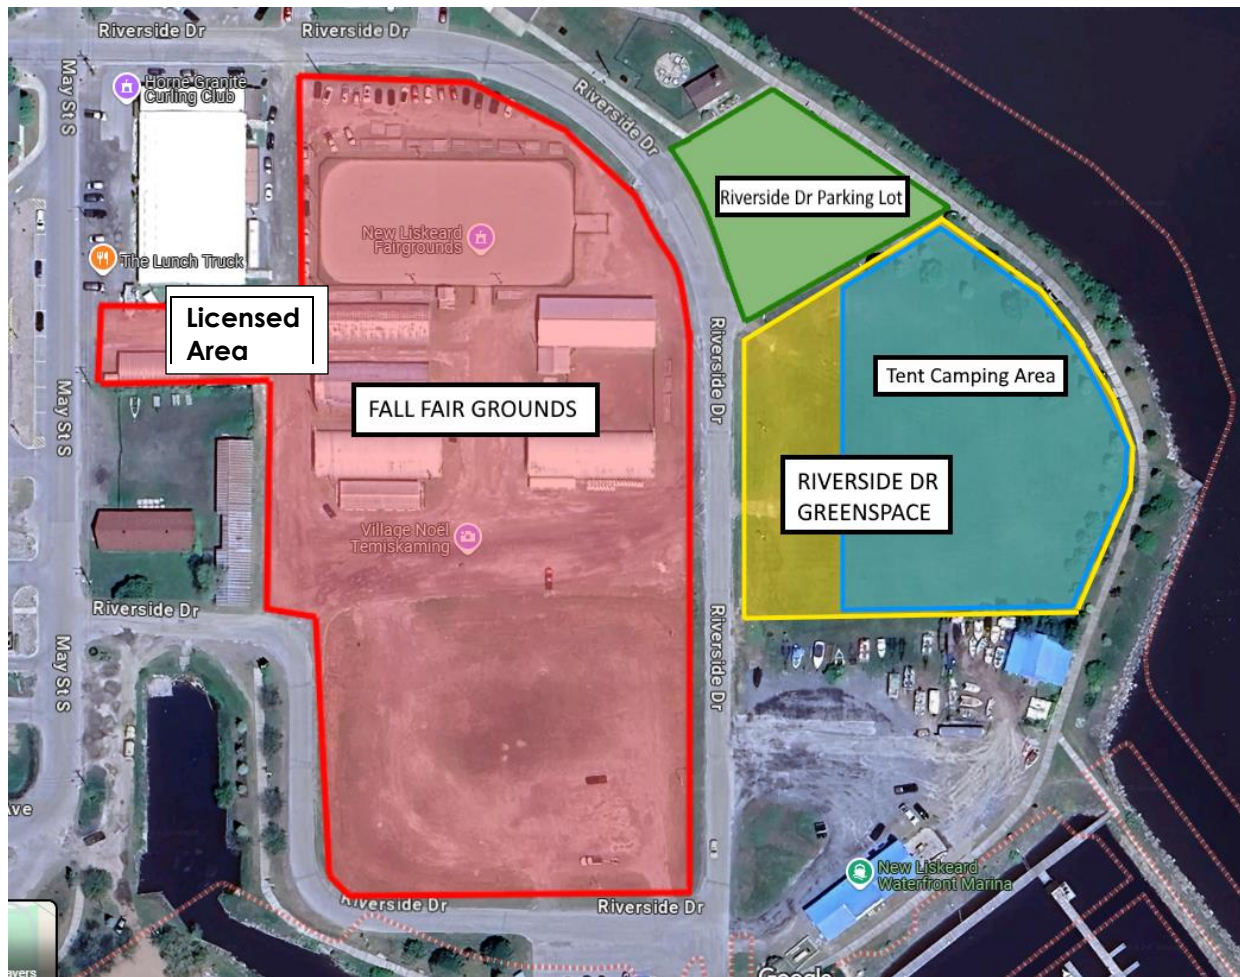 Riverside Dr
Riverside Dr
May St S
Horne Granite
Curling Club
Riverside Dr
Riverside Dr Parking Lot
New Liskeard
Fairgrounds
The Lunch Truck
Licensed
Area
Riverside Dr
Tent Camping Area
May St S
FALL FAIR GROUNDS
RIVERSIDE DR
GREENSPACE
Village Noël
Temiskaming
Riverside Dr
Riverside Dr
May St S
Ave
New Liskeard
Waterfront Marina
Riverside Dr
Riverside Dr
Google